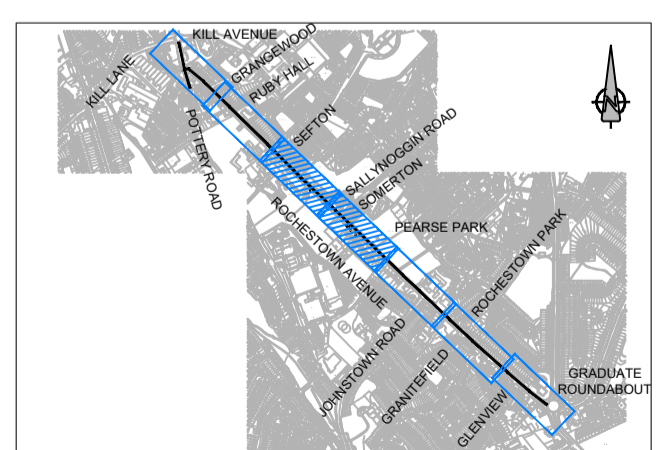 KILL AVENUE
KILL LANE
GRANGEWOOD
RUBY HALL
POTTERY ROAD
SEFTON
SALLYNOGGIN ROAD
SOMERTON
ROCHESTOWN AVENUE
PEARSE PARK
ROCHESTOWN PARK
JOHNSTOWN ROAD
GRANITEFIELD
GLENVIEW
GRADUATE
ROUNDABOUT
N